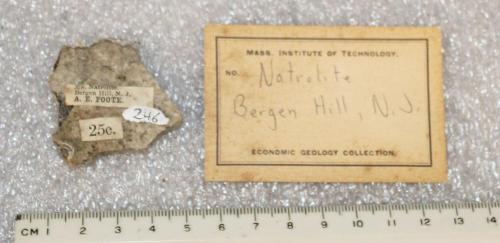 Natrolite
Bergen Hill, N. J.
A. E. FOOTE.
246
25c.
MASS. INSTITUTE OF TECHNOLOGY.
NO. Natrolite
Bergen Hill, N.J.
ECONOMIC GEOLOGY COLLECTION.
CM 1 2 3 4 5 6 7 8 9 10 11 12 13 14